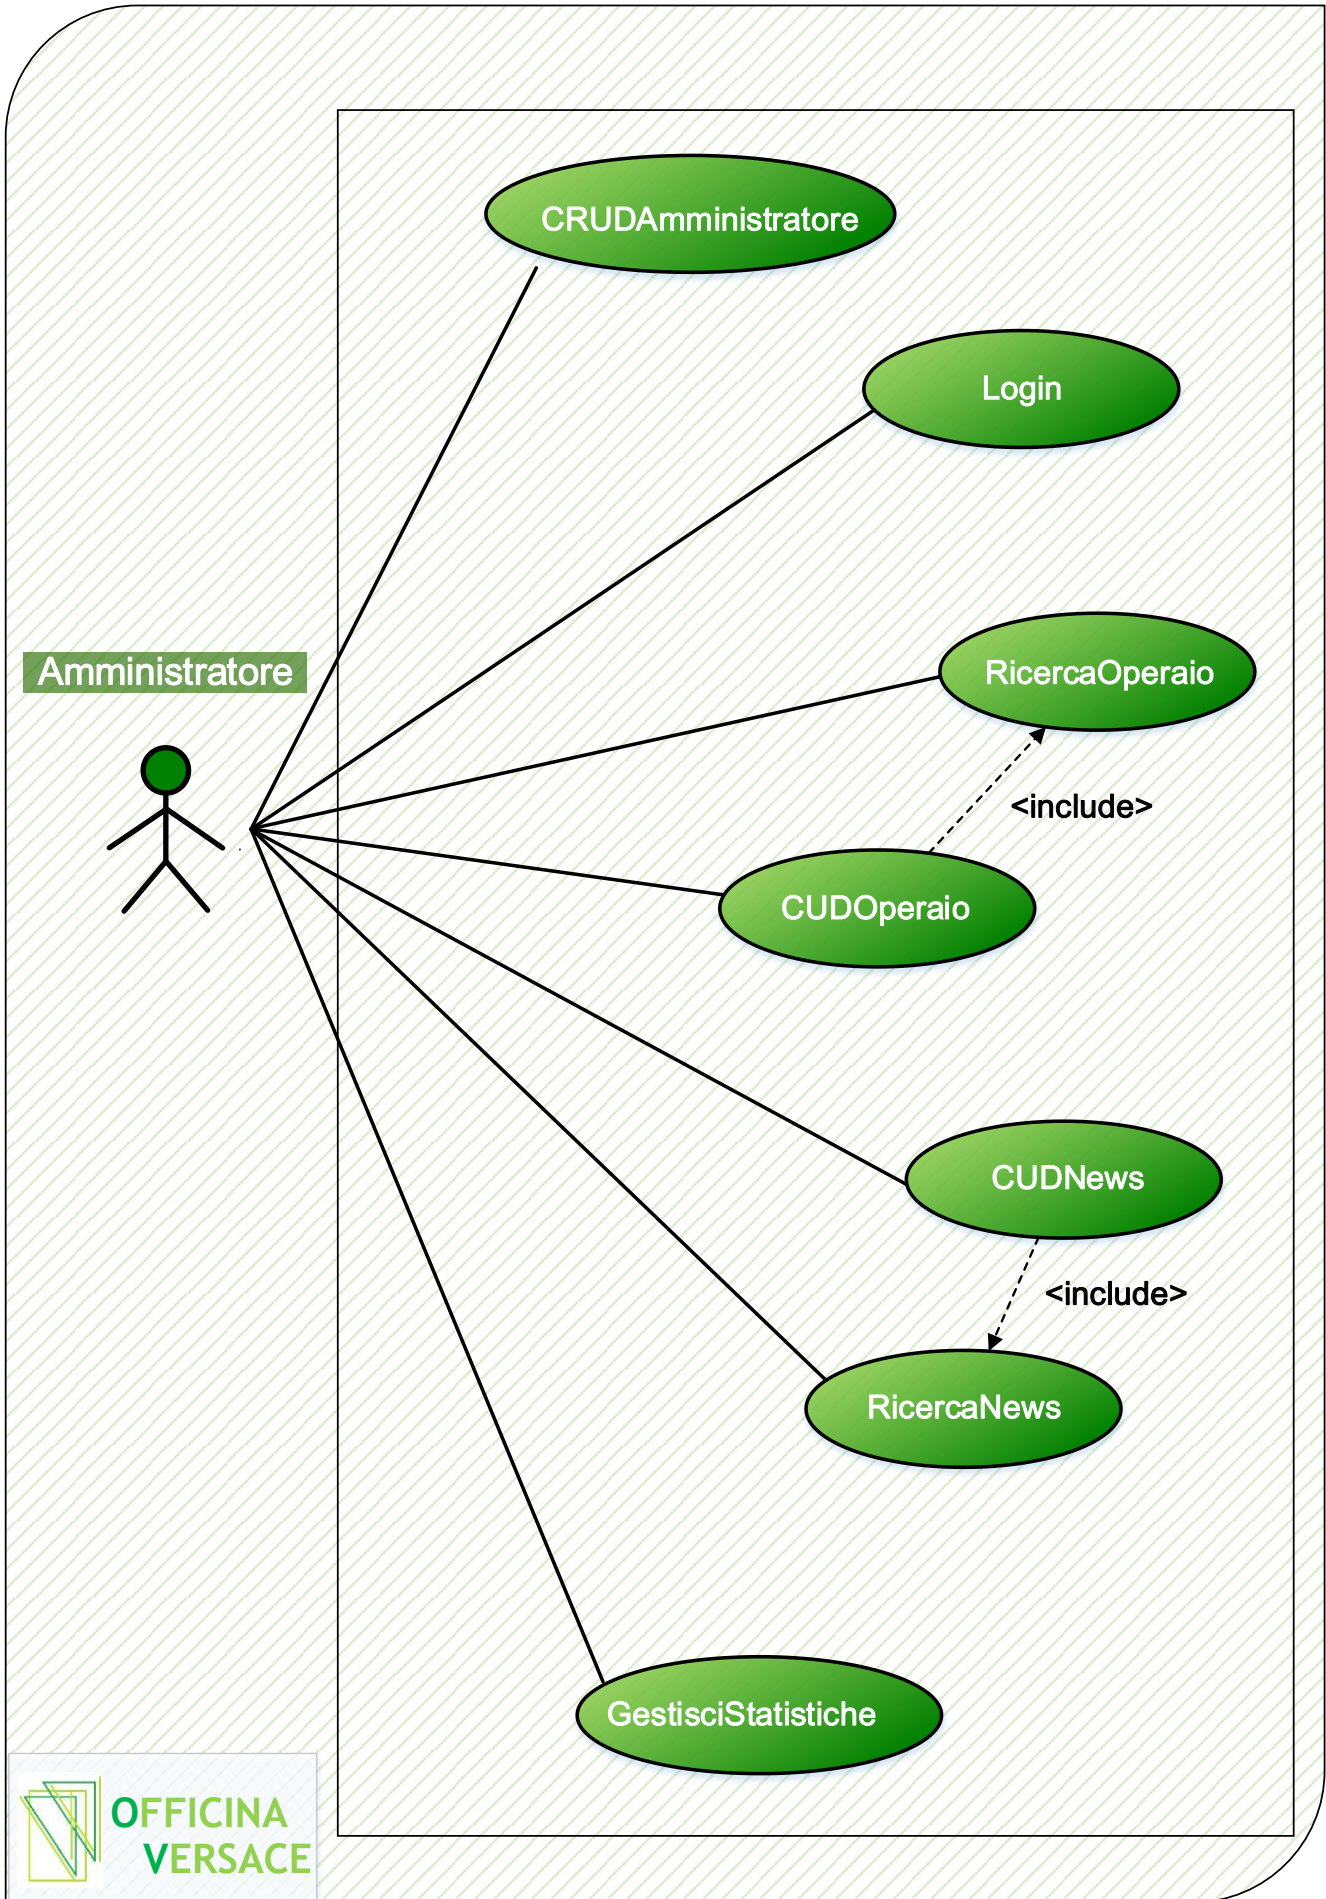 CRUDAmministratore
Login
Amministratore
RicercaOperaio
<include>
CUDOperaio
CUDNews
<include>
RicercaNews
GestisciStatistiche
OFFICINA
VERSACE